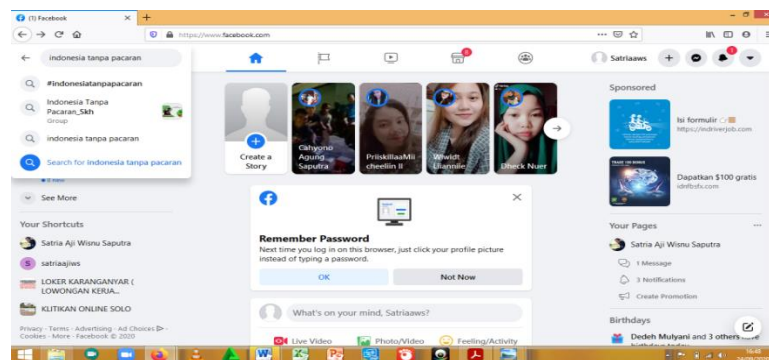 (1) Facebook
https://www.facebook.com
indonesia tanpa pacaran
#indonesiatanpapacaran
Indonesia Tanpa
Pacaran_Skh
Group
indonesia tanpa pacaran
Search for indonesia tanpa pacaran
See More
Your Shortcuts
Satria Aji Wisnu Saputra
S satriaajiws
LOKER KARANGANYAR (
LOWONGAN KERJA...
KLITIKAN ONLINE SOLO
Privacy · Terms · Advertising · Ad Choices ·
Cookies · More · Facebook © 2020
Create a
Story
Cahyono
Agung
Saputra
PriiskillaaMii
cheeliin II
Wiwidt
Lianniie
Dheck Nuer
Remember Password
Next time you log in on this browser, just click your profile picture
instead of typing a password.
OK
Not Now
What's on your mind, Satriaaws?
Live Video
Photo/Video
Feeling/Activity
Satriaaws
Sponsored
Isi formulir
https://indriverjob.com
Dapatkan $100 gratis
idnfbsfx.com
Your Pages
Satria Aji Wisnu Saputra
1 Message
3 Notifications
Create Promotion
Birthdays
Dedeh Mulyani and 3 others